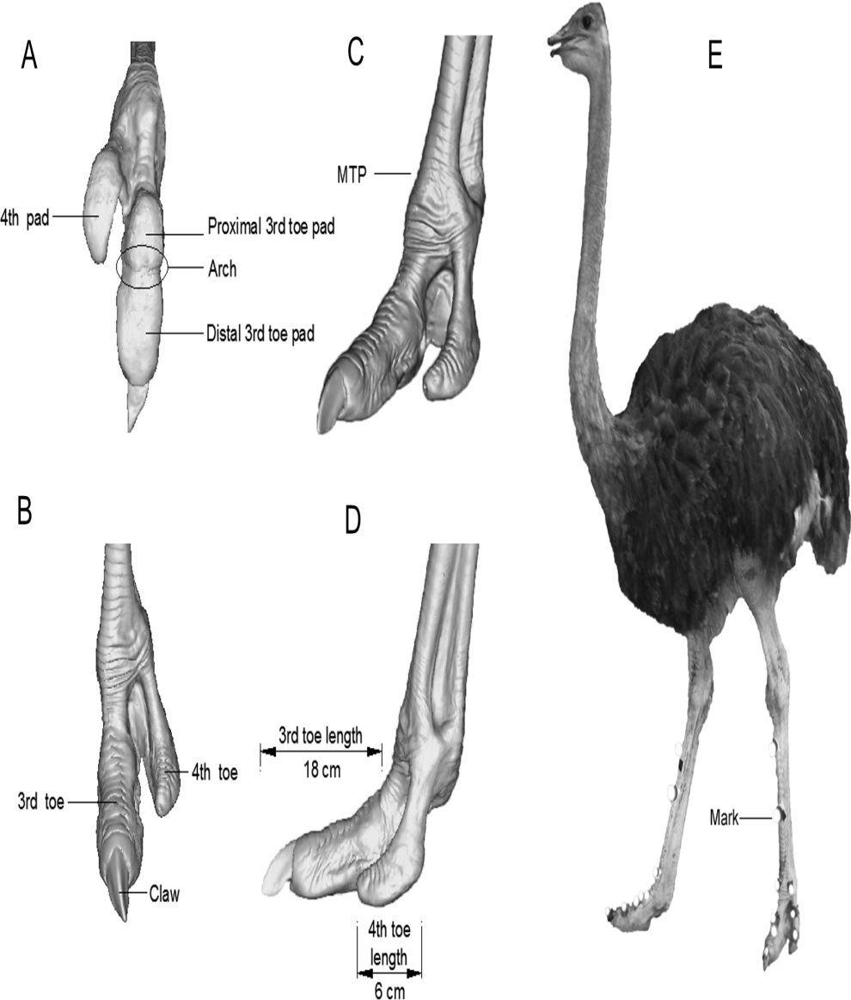 A
4th pad
Proximal 3rd toe pad
Arch
Distal 3rd toe pad
C
MTP
E
Mark
B
3rd toe
4th toe
Claw
D
3rd toe length
18 cm
4th toe
length
6 cm